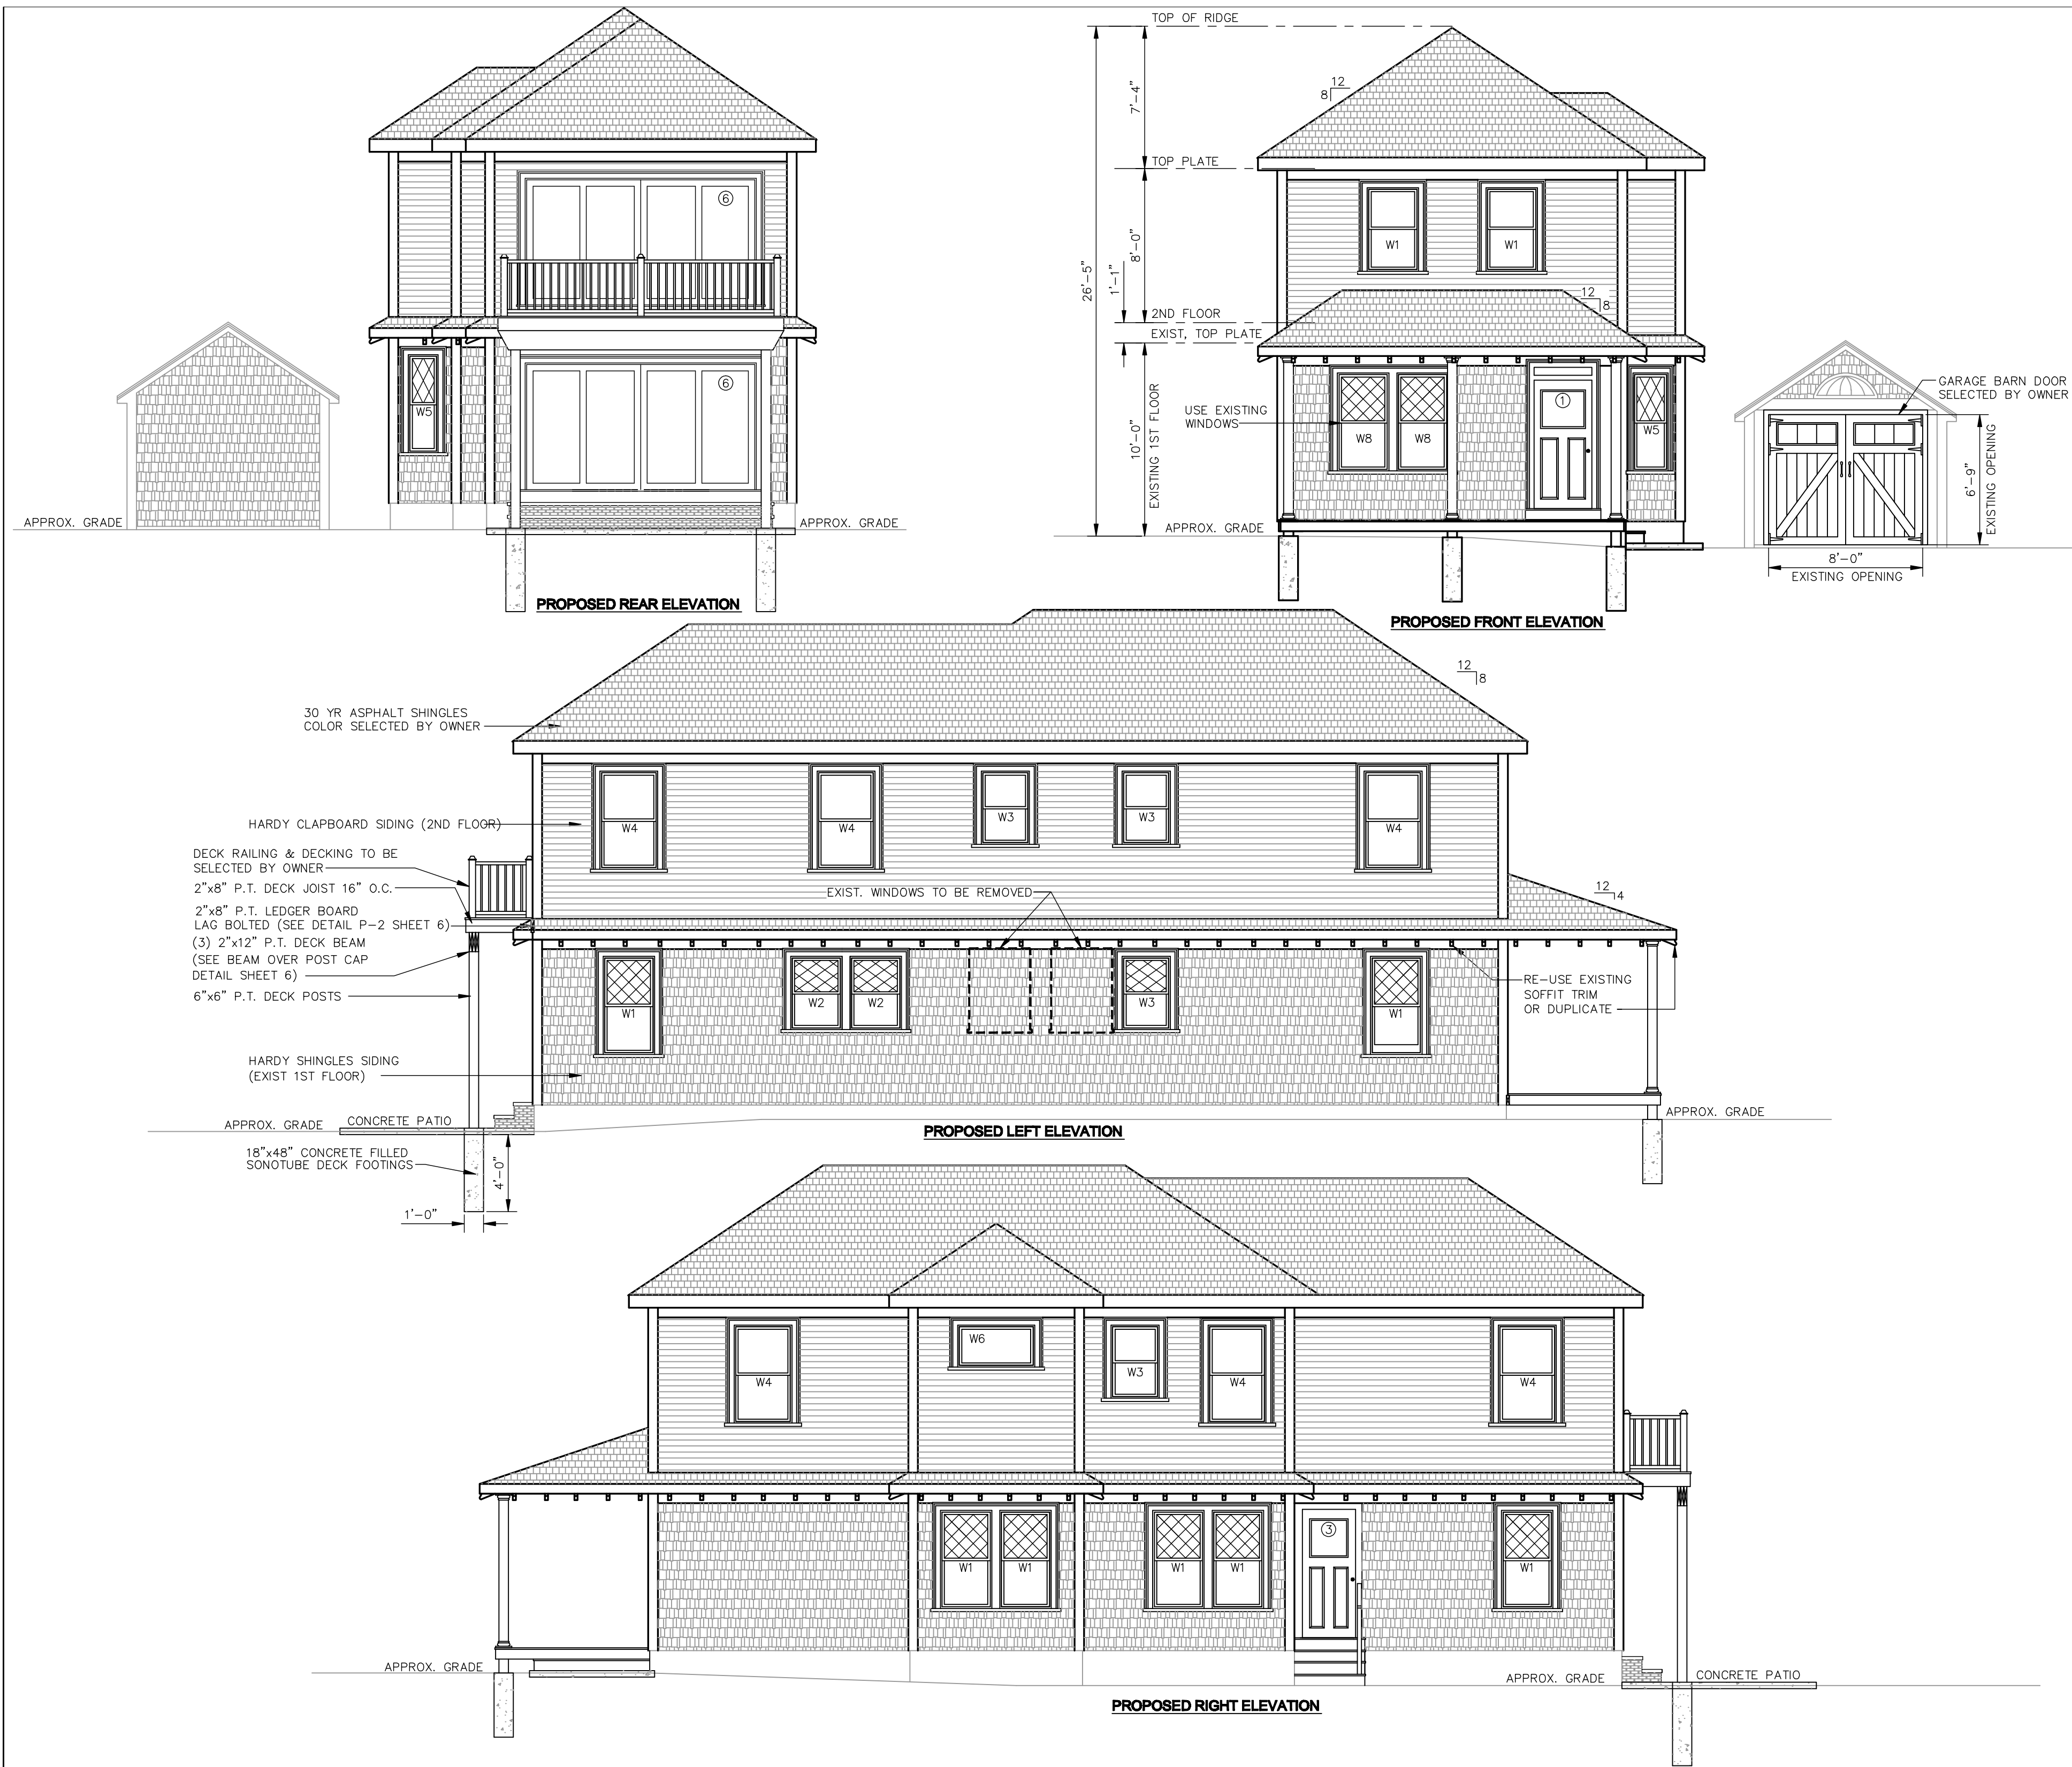 6
6
W5
APPROX. GRADE
APPROX. GRADE
PROPOSED REAR ELEVATION
TOP OF RIDGE
12
8
7'-4"
TOP PLATE
26'-5"
8'-0"
1'-1"
W1
W1
12
8
2ND FLOOR
EXIST, TOP PLATE
10'-0"
EXISTING 1ST FLOOR
USE EXISTING
WINDOWS
W8
W8
1
W5
APPROX. GRADE
GARAGE BARN DOOR
SELECTED BY OWNER
6'-9"
EXISTING OPENING
8'-0"
EXISTING OPENING
PROPOSED FRONT ELEVATION
12
8
30 YR ASPHALT SHINGLES
COLOR SELECTED BY OWNER
HARDY CLAPBOARD SIDING (2ND FLOOR)
W4
W4
W3
W3
W4
DECK RAILING & DECKING TO BE
SELECTED BY OWNER
2"x8" P.T. DECK JOIST 16" O.C.
2"x8" P.T. LEDGER BOARD
LAG BOLTED (SEE DETAIL P-2 SHEET 6)
(3) 2"x12" P.T. DECK BEAM
(SEE BEAM OVER POST CAP
DETAIL SHEET 6)
6"x6" P.T. DECK POSTS
EXIST. WINDOWS TO BE REMOVED
12
4
W1
W2
W2
W3
W1
RE-USE EXISTING
SOFFIT TRIM
OR DUPLICATE
HARDY SHINGLES SIDING
(EXIST 1ST FLOOR)
APPROX. GRADE
CONCRETE PATIO
APPROX. GRADE
18"x48" CONCRETE FILLED
SONOTUBE DECK FOOTINGS
4'-0"
1'-0"
PROPOSED LEFT ELEVATION
W4
W6
W3
W4
W4
W1
W1
W1
W1
3
W1
APPROX. GRADE
APPROX. GRADE
CONCRETE PATIO
PROPOSED RIGHT ELEVATION